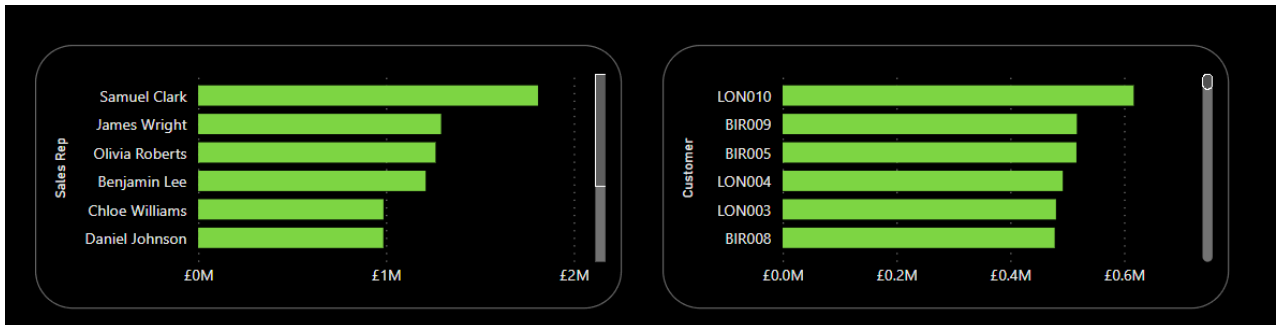 Sales Rep
Samuel Clark
James Wright
Olivia Roberts
Benjamin Lee
Chloe Williams
Daniel Johnson
£0M £1M £2M
Customer
LON010
BIR009
BIR005
LON004
LON003
BIR008
£0.0M £0.2M £0.4M £0.6M